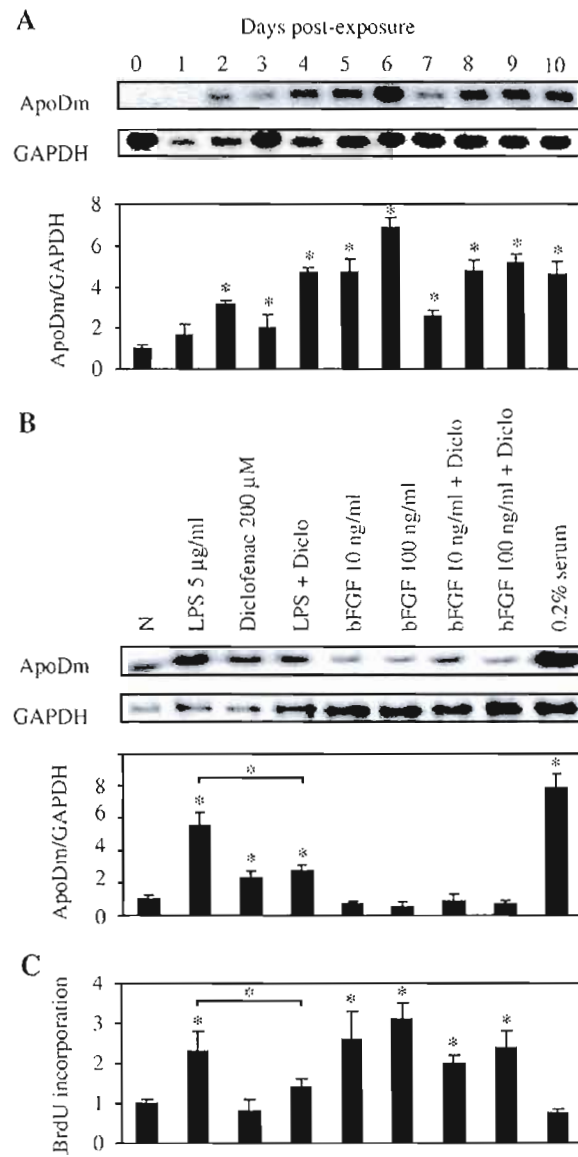 A
Days post-exposure
0 1 2 3 4 5 6 7 8 9 10
ApoDm
GAPDH
ApoDm/GAPDH
8
6
4
2
0
* * * * * * * * *
B
N
LPS 5 µg/ml
Diclofenac 200 µM
LPS + Diclo
bFGF 10 ng/ml
bFGF 100 ng/ml
bFGF 10 ng/ml + Diclo
bFGF 100 ng/ml + Diclo
0.2% serum
ApoDm
GAPDH
ApoDm/GAPDH
8
6
4
2
0
* * * * *
C
BrdU incorporation
4
3
2
1
0
* * * * * *